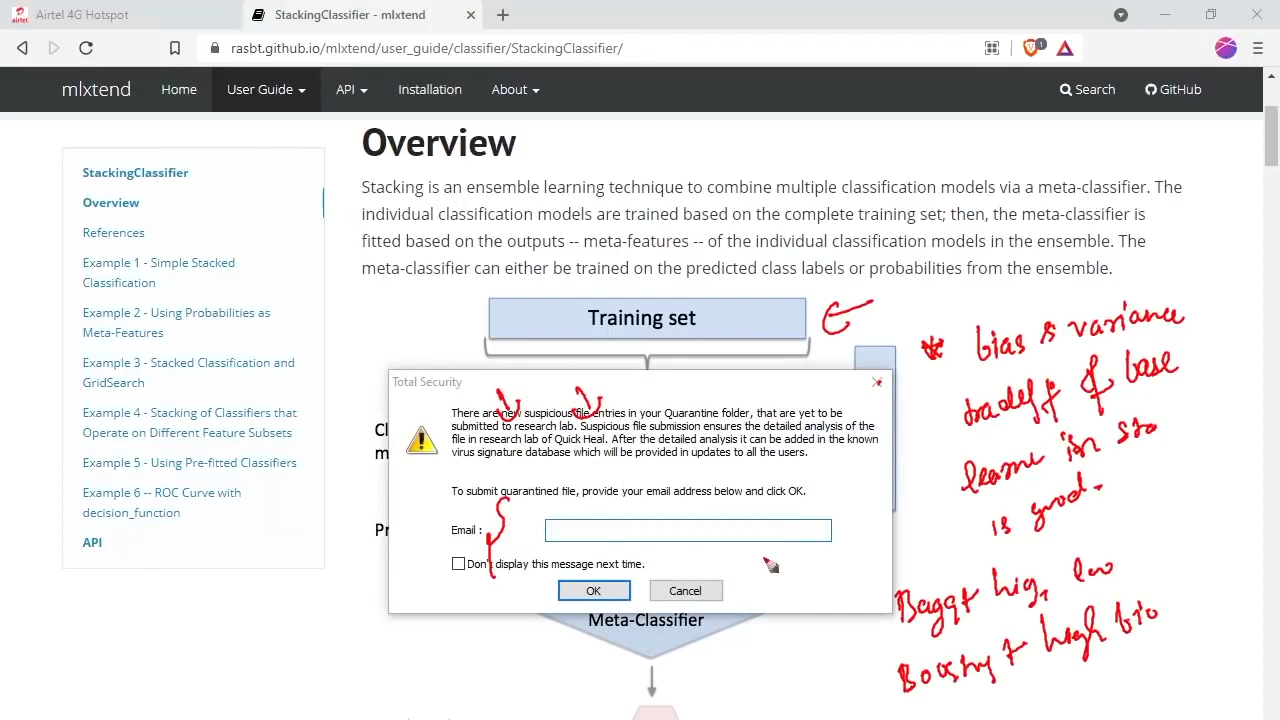 airtel
Airtel 4G Hotspot
StackingClassifier - mlxtend
rasbt.github.io/mlxtend/user_guide/classifier/StackingClassifier/
1
mlxtend
Home
User Guide
API
Installation
About
Search
GitHub
StackingClassifier
Overview
References
Example 1 - Simple Stacked
Classification
Example 2 - Using Probabilities as
Meta-Features
Example 3 - Stacked Classification and
GridSearch
Example 4 - Stacking of Classifiers that
Operate on Different Feature Subsets
Example 5 - Using Pre-fitted Classifiers
Example 6 -- ROC Curve with
decision_function
API
Overview
Stacking is an ensemble learning technique to combine multiple classification models via a meta-classifier. The
individual classification models are trained based on the complete training set; then, the meta-classifier is
fitted based on the outputs -- meta-features -- of the individual classification models in the ensemble. The
meta-classifier can either be trained on the predicted class labels or probabilities from the ensemble.
Training set
Cl
m
Pr
Total Security
There are new suspicious file entries in your Quarantine folder, that are yet to be
submitted to research lab. Suspicious file submission ensures the detailed analysis of the
file in research lab of Quick Heal. After the detailed analysis it can be added in the known
virus signature database which will be provided in updates to all the users.
To submit quarantined file, provide your email address below and click OK.
Email :
Don't display this message next time.
OK
Cancel
Meta-Classifier
bias & variance
of base
is good.
high